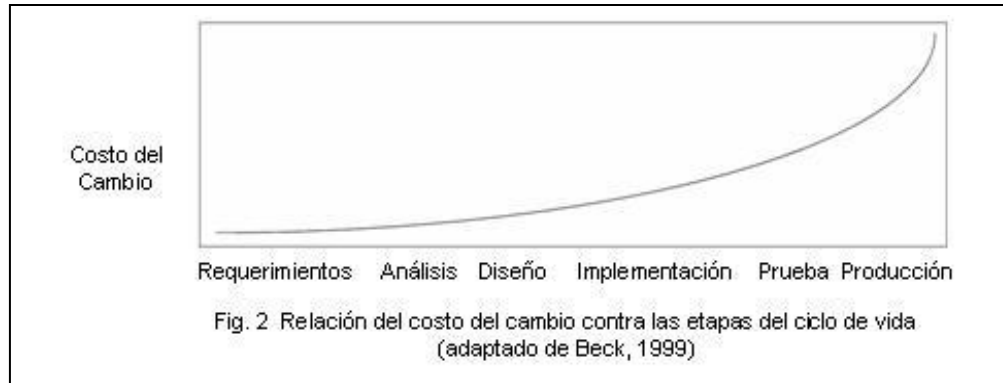 Costo del
Cambio
Requerimientos Análisis Diseño Implementación Prueba Producción
Fig. 2 Relación del costo del cambio contra las etapas del ciclo de vida
(adaptado de Beck, 1999)